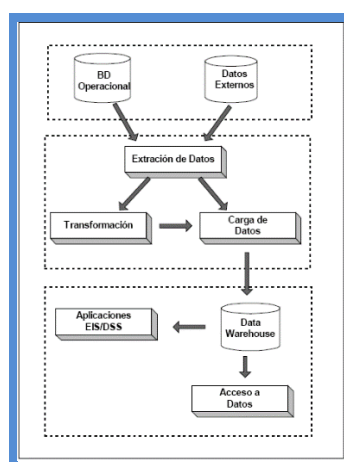 BD
Operacional
Datos
Externos
Extración de Datos
Transformación
Carga de
Datos
Aplicaciones
EIS/DSS
Data
Warehouse
Acceso a
Datos